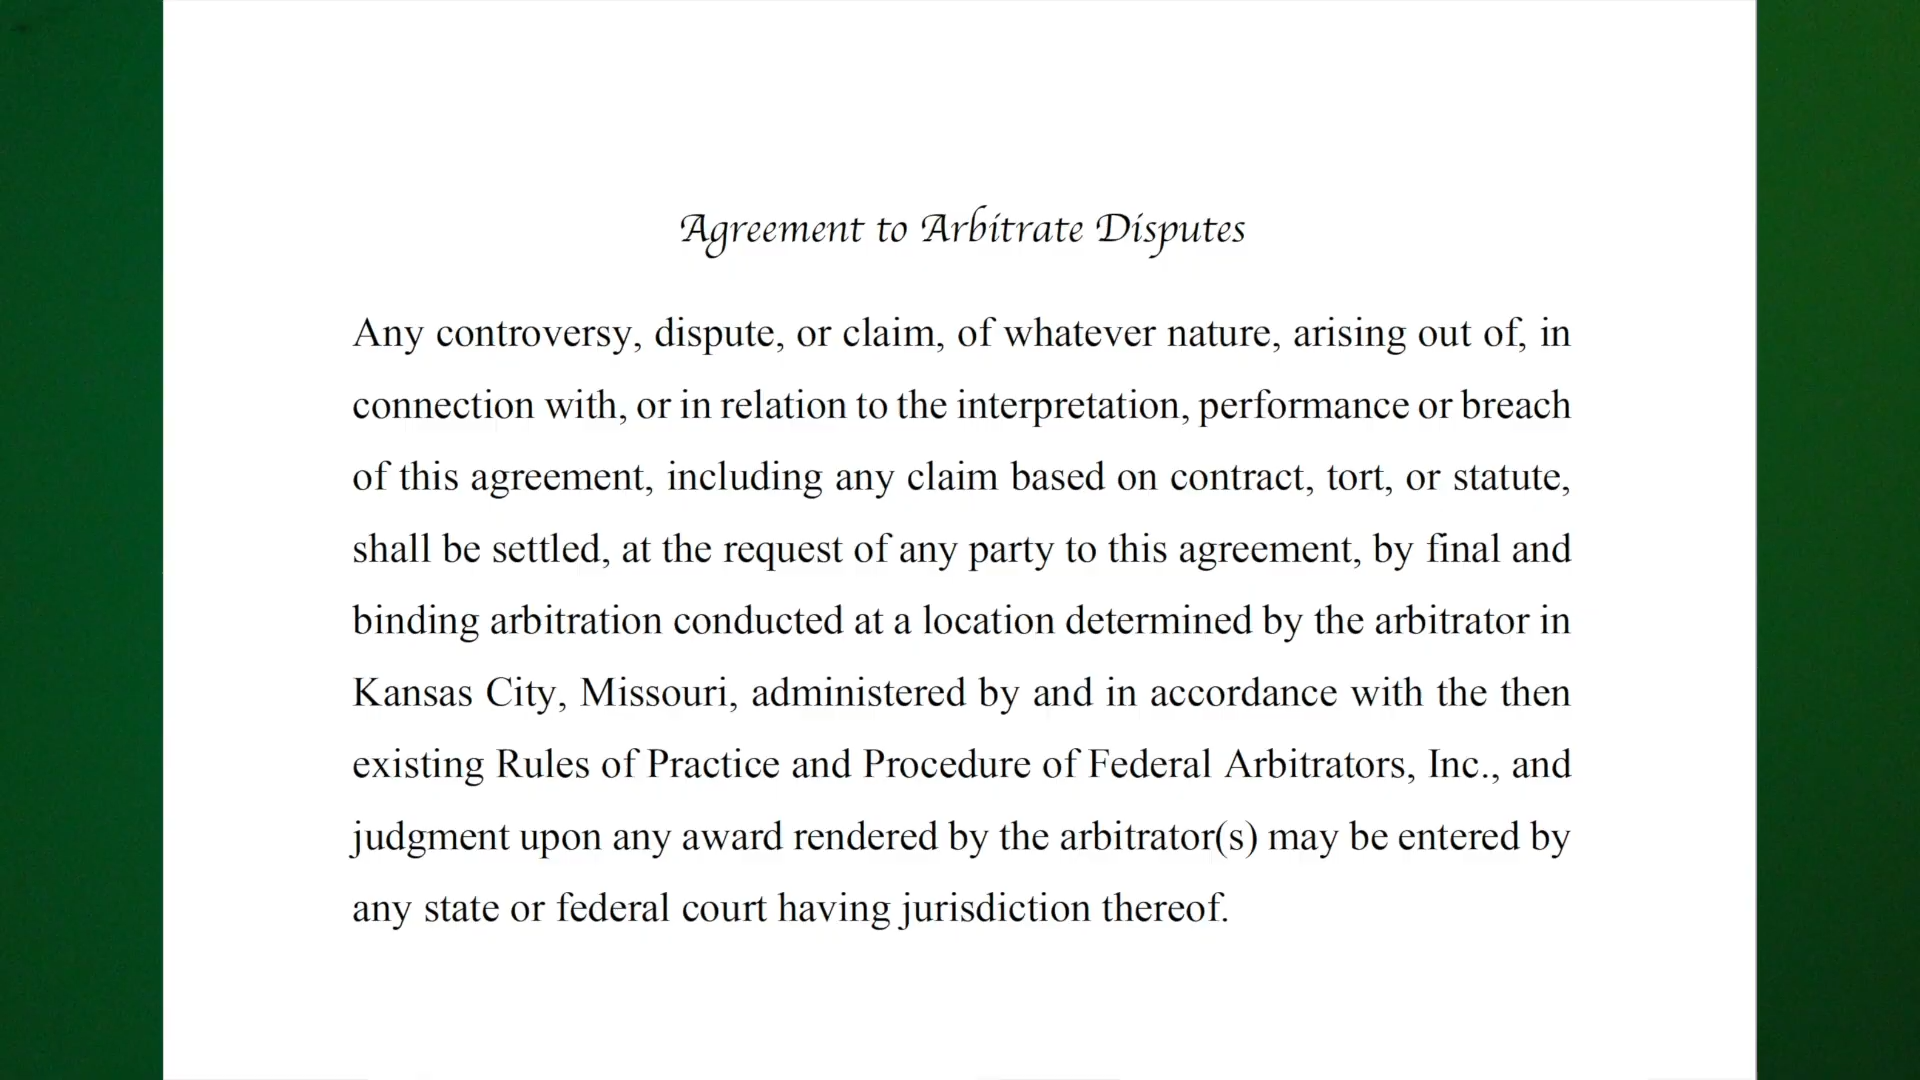 Agreement to Arbitrate Disputes
Any controversy, dispute, or claim, of whatever nature, arising out of, in
connection with, or in relation to the interpretation, performance or breach
of this agreement, including any claim based on contract, tort, or statute,
shall be settled, at the request of any party to this agreement, by final and
binding arbitration conducted at a location determined by the arbitrator in
Kansas City, Missouri, administered by and in accordance with the then
existing Rules of Practice and Procedure of Federal Arbitrators, Inc., and
judgment upon any award rendered by the arbitrator(s) may be entered by
any state or federal court having jurisdiction thereof.